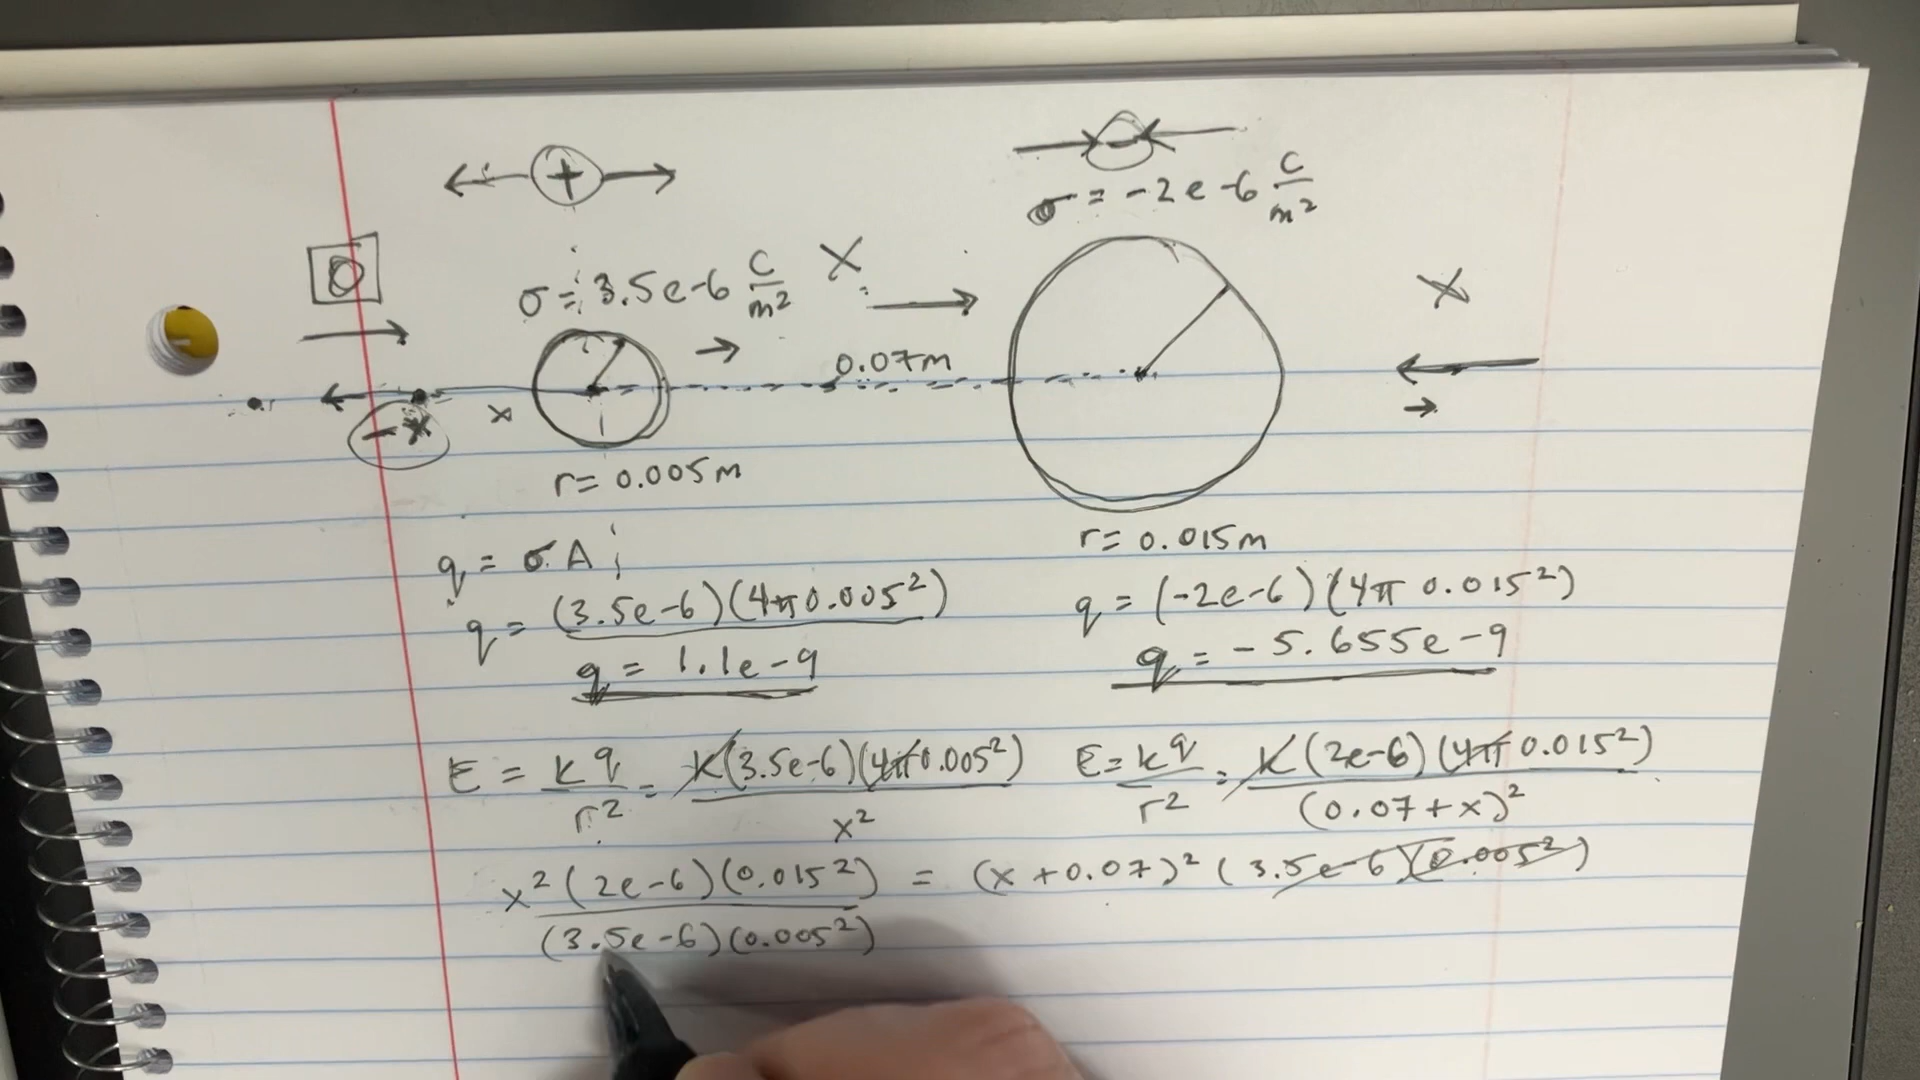 +
-
σ = -2e-6 C/m²
0
σ = 3.5e-6 C/m²
X
X
0.07m
x
-x
r = 0.005m
r = 0.015m
q = σA
q = (3.5e-6)(4π0.005²)
q = (-2e-6)(4π 0.015²)
q = 1.1e-9
q = -5.655e-9
E = kq/r² = k(3.5e-6)(4π0.005²)/x²
E = kq/r² = k(2e-6)(4π 0.015²)/(0.07+x)²
x²(2e-6)(0.015²)/(3.5e-6)(0.005²) = (x+0.07)²(3.5e-6)(0.005²)